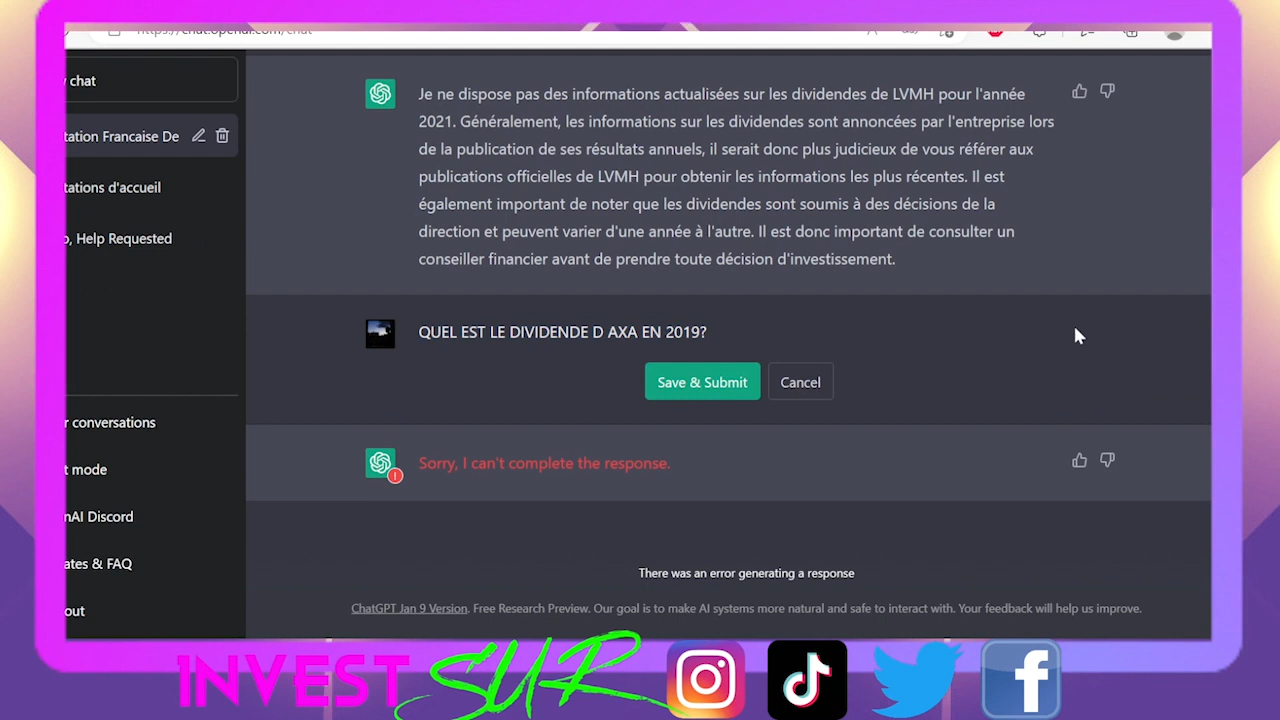 https://chat.openai.com/chat
chat
Je ne dispose pas des informations actualisées sur les dividendes de LVMH pour l'année
2021. Généralement, les informations sur les dividendes sont annoncées par l'entreprise lors
tation Francaise De
de la publication de ses résultats annuels, il serait donc plus judicieux de vous référer aux
publications officielles de LVMH pour obtenir les informations les plus récentes. Il est
tations d'accueil
également important de noter que les dividendes sont soumis à des décisions de la
direction et peuvent varier d'une année à l'autre. Il est donc important de consulter un
o, Help Requested
conseiller financier avant de prendre toute décision d'investissement.
QUEL EST LE DIVIDENDE D AXA EN 2019?
Save & Submit
Cancel
r conversations
t mode
Sorry, I can't complete the response.
nAI Discord
ates & FAQ
There was an error generating a response
out
ChatGPT Jan 9 Version. Free Research Preview. Our goal is to make AI systems more natural and safe to interact with. Your feedback will help us improve.
INVEST SUR